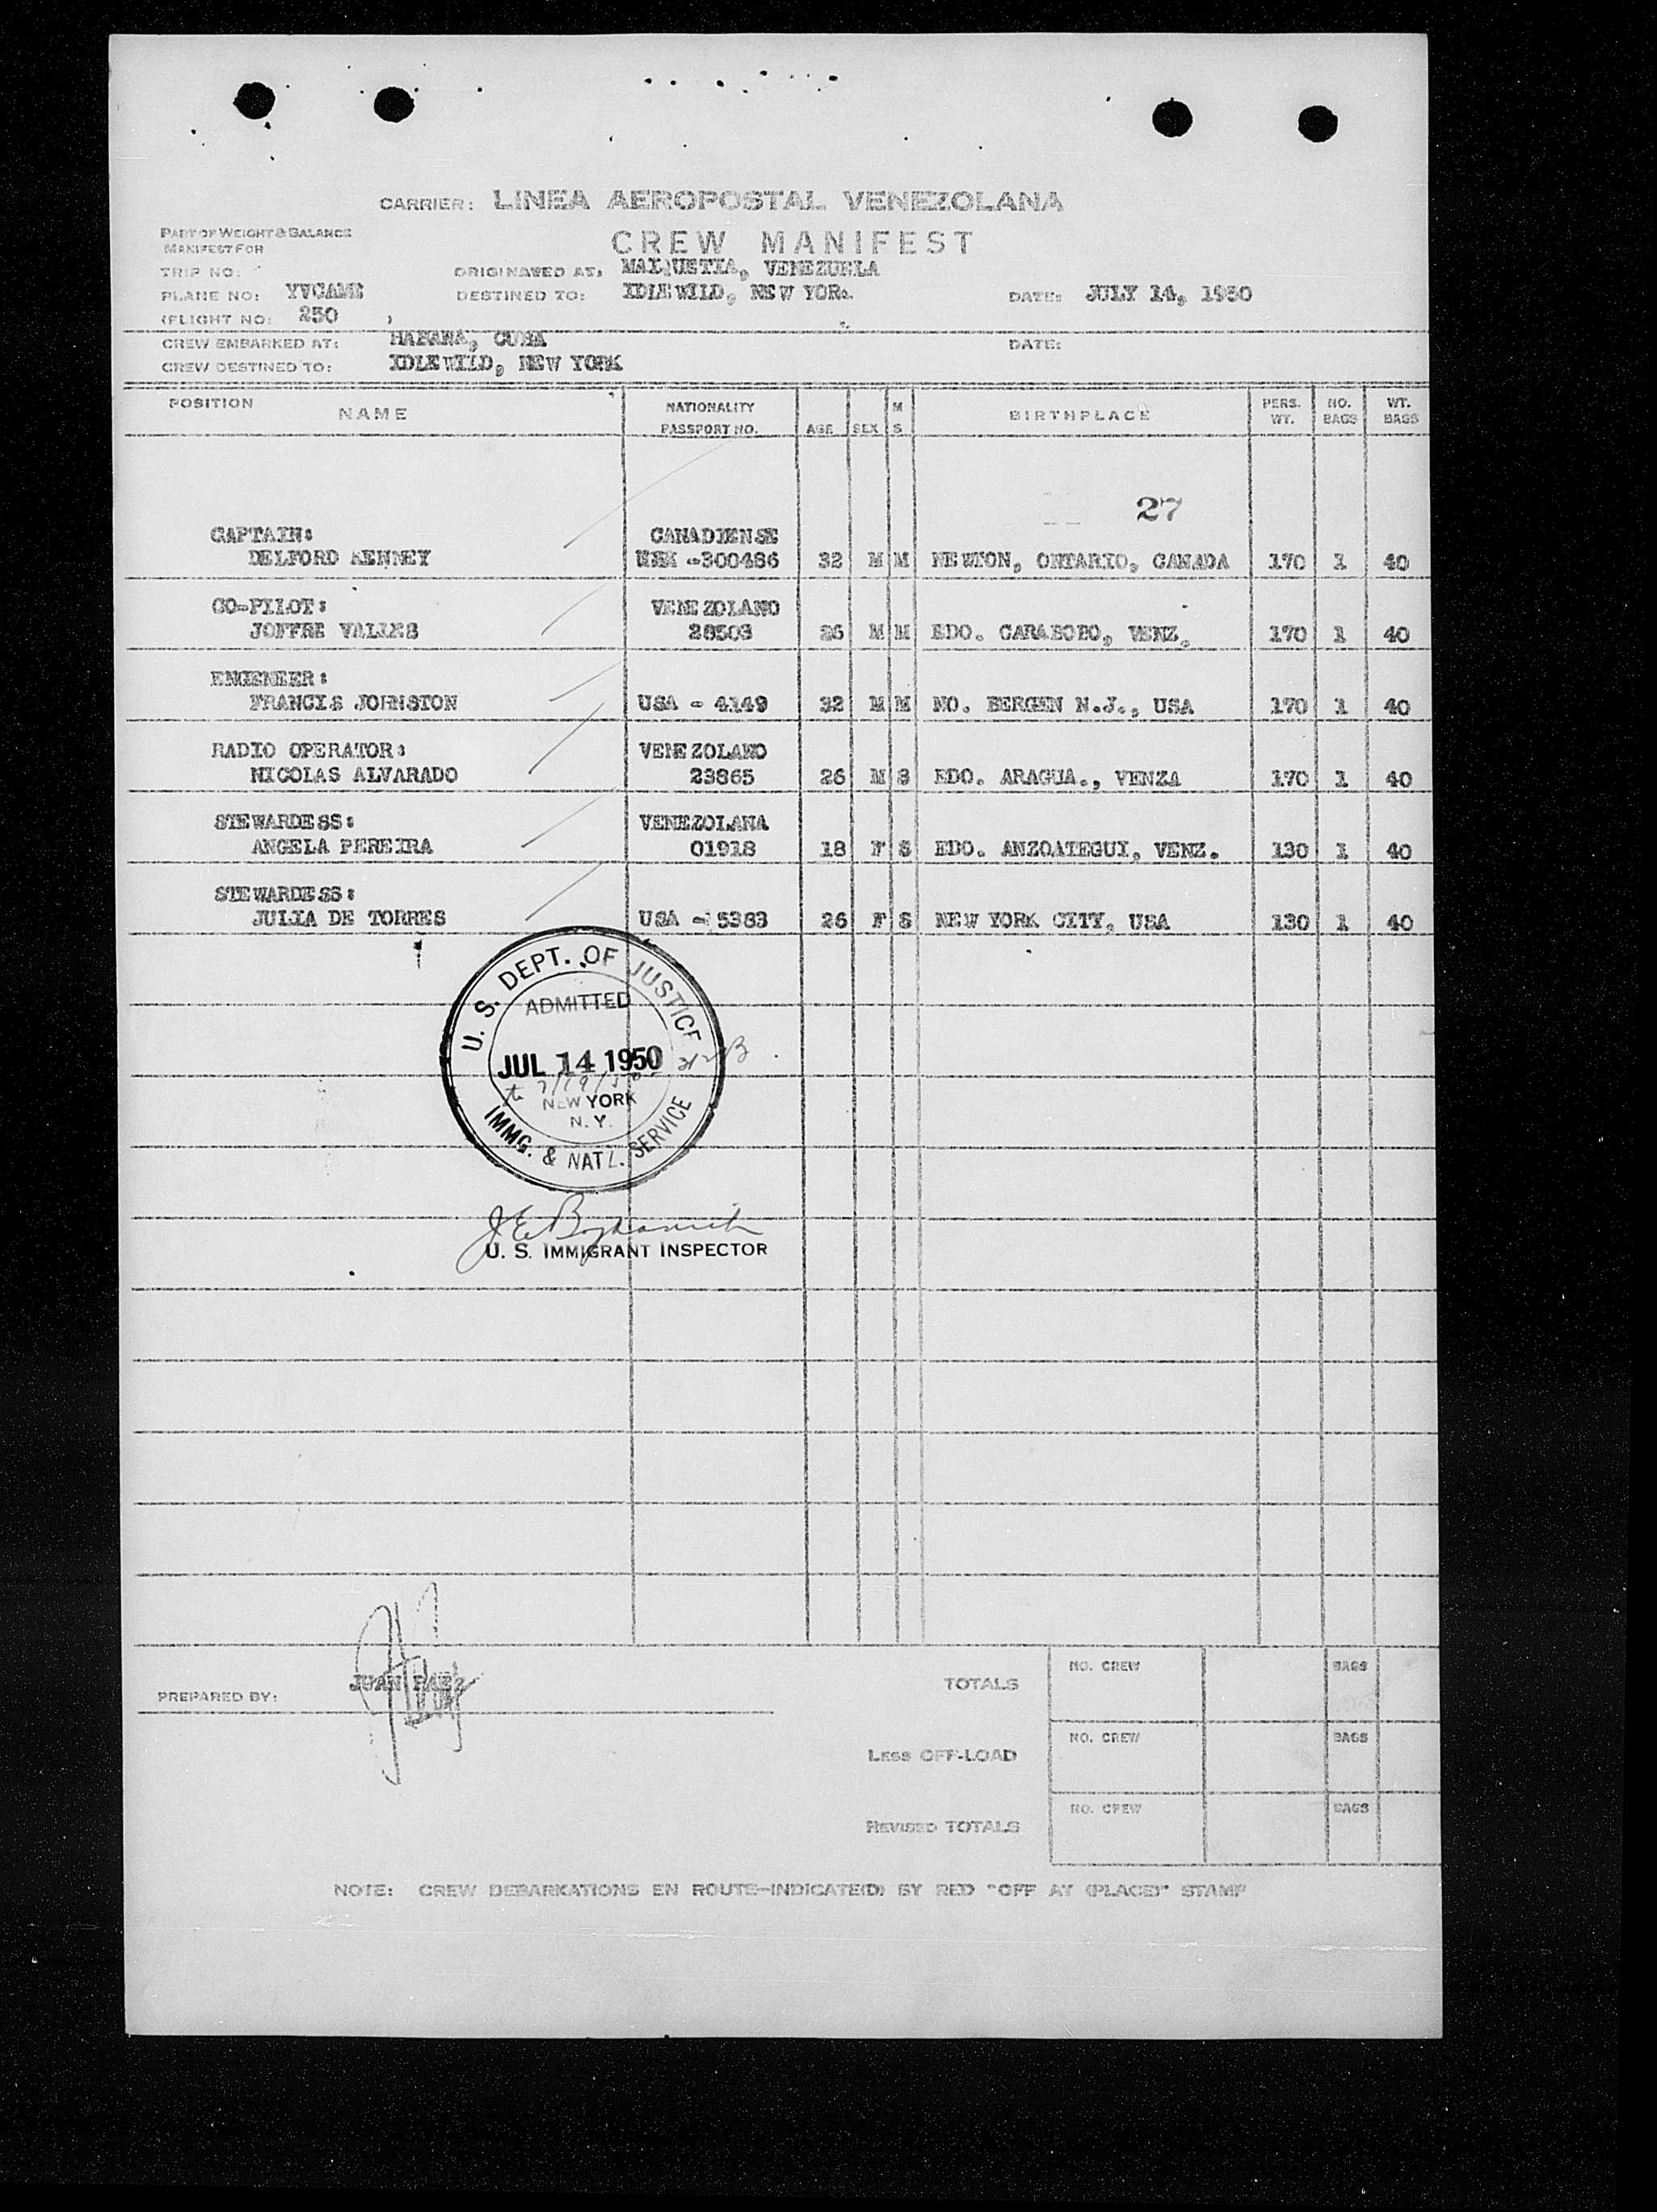 CARRIER: LINEA AEROPOSTAL VENEZOLANA
PART OF WEIGHT & BALANCE
MANIFEST FOR
CREW MANIFEST
TRIP NO: ORIGINATED AT: MAIQUETIA, VENEZUELA
PLANE NO: DESTINED TO: IDLEWILD, NEW YORK DATE: JULY 14, 1950
(FLIGHT NO: 250 )
CREW EMBARKED AT: HABANA, CUBA DATE:
CREW DESTINED TO: IDLEWILD, NEW YORK
POSITION NAME NATIONALITY PASSPORT NO. AGE SEX M S BIRTHPLACE PERS. WT. NO. BAGS WT. BAGS
27
CAPTAIN: CANADIENSE
DELFORD KENNEY -300486 32 M M NEWTON, ONTARIO, CANADA 170 1 40
CO-PILOT: VENEZOLANO
JOFFRE 26 M M EDO. CARABOBO, VENZ. 170 1 40
ENGENEER:
FRANCIS JOHNSTON USA - 4149 32 M M NO. BERGEN N.J., USA 170 1 40
RADIO OPERATOR: VENEZOLANO
NICOLAS ALVARADO 23865 26 M S EDO. ARAGUA., VENZA 170 1 40
STEWARDESS: VENEZOLANA
ANGELA PEREIRA 01918 18 F S EDO. ANZOATEGUI, VENZ. 130 1 40
STEWARDESS:
JULIA DE TORRES USA - 5383 26 F S NEW YORK CITY, USA 130 1 40
U. S. DEPT. OF JUSTICE
ADMITTED
JUL 14 1950
NEW YORK
N. Y.
IMMG. & NAT'L. SERVICE
U. S. IMMIGRANT INSPECTOR
PREPARED BY: JUAN PAEZ
TOTALS NO. CREW BAGS
LESS OFF-LOAD NO. CREW BAGS
REVISED TOTALS NO. CREW BAGS
NOTE: CREW DEBARKATIONS EN ROUTE-INDICATE(D) BY RED "OFF AT (PLACE)" STAMP